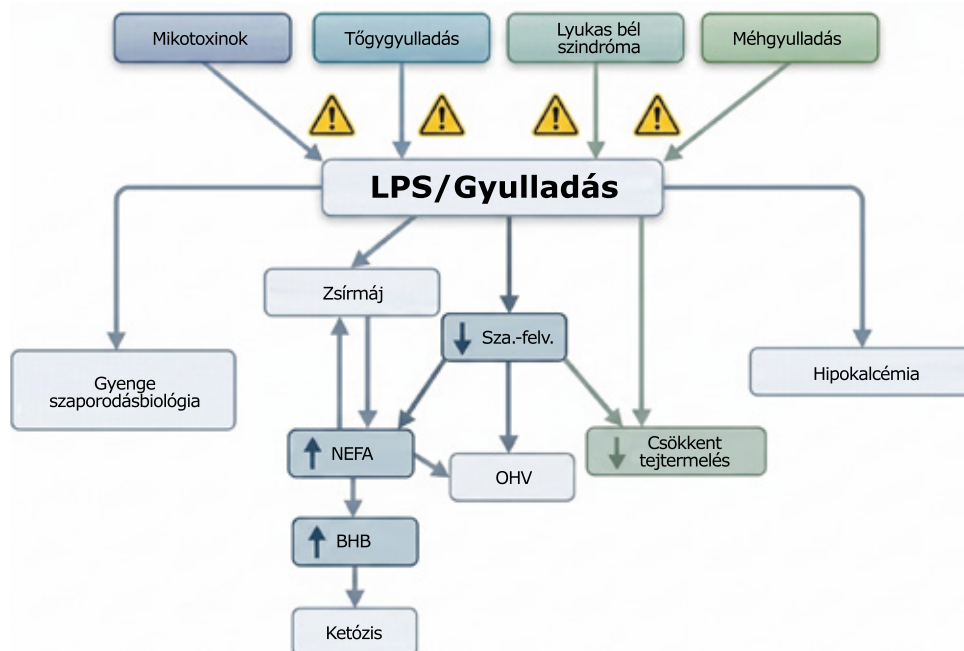 Mikotoxinok
Tőgygyulladás
Lyukas bél
szindróma
Méhgyulladás
LPS/Gyulladás
Zsírmáj
Sza.-felv.
Gyenge
szaporodásbiológia
Hipokalcémia
NEFA
OHV
Csökkent
tejtermelés
BHB
Ketózis